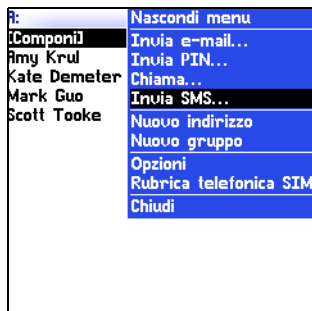 A:
[Componi]
Amy Krul
Kate Demeter
Mark Guo
Scott Tooke
Nascondi menu
Invia e-mail...
Invia PIN...
Chiama...
Invia SMS...
Nuovo indirizzo
Nuovo gruppo
Opzioni
Rubrica telefonica SIM
Chiudi